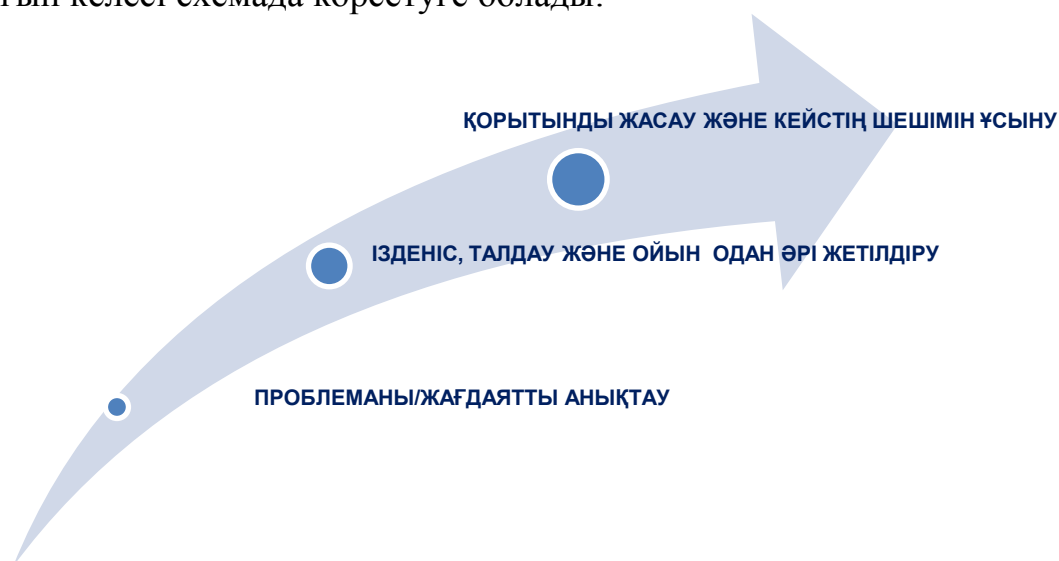 тын келесі схемада көрсетуге болады:
ҚОРЫТЫНДЫ ЖАСАУ ЖӘНЕ КЕЙСТІҢ ШЕШІМІН ҰСЫНУ
ІЗДЕНІС, ТАЛДАУ ЖӘНЕ ОЙЫН ОДАН ӘРІ ЖЕТІЛДІРУ
ПРОБЛЕМАНЫ/ЖАҒДАЯТТЫ АНЫҚТАУ